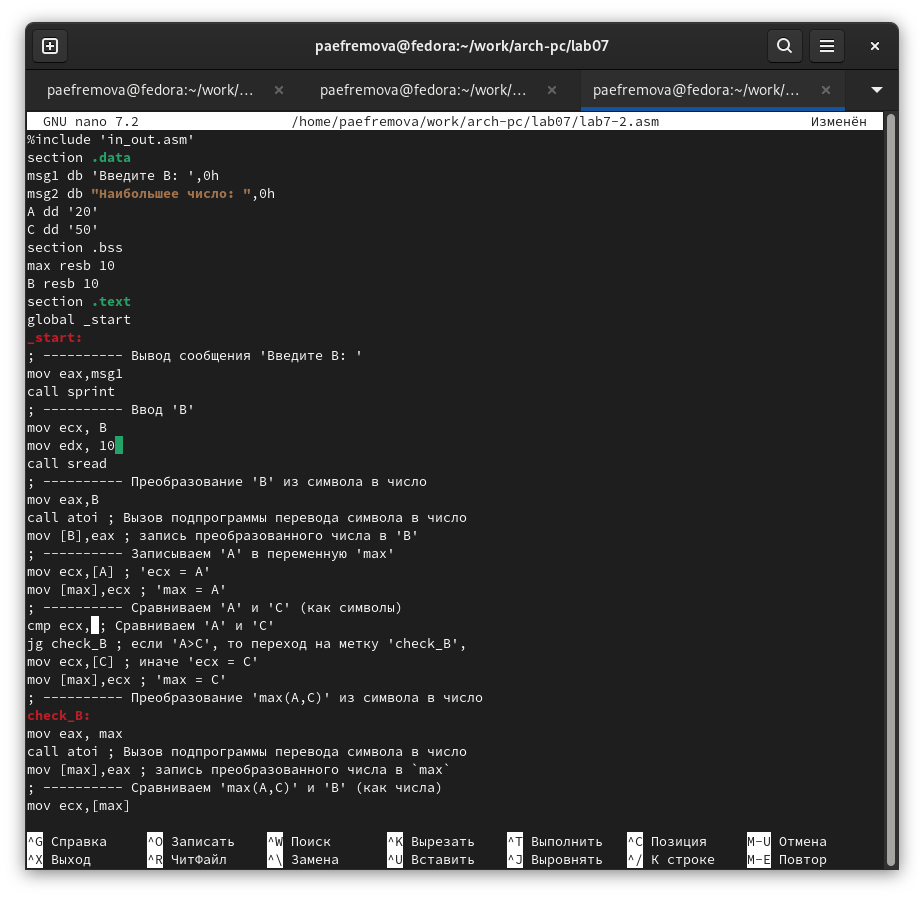 paefremova@fedora:~/work/arch-pc/lab07
paefremova@fedora:~/work/... paefremova@fedora:~/work/... paefremova@fedora:~/work/...
GNU nano 7.2 /home/paefremova/work/arch-pc/lab07/lab7-2.asm Изменён
%include 'in_out.asm'
section .data
msg1 db 'Введите B: ',0h
msg2 db "Наибольшее число: ",0h
A dd '20'
C dd '50'
section .bss
max resb 10
B resb 10
section .text
global _start
_start:
; ---------- Вывод сообщения 'Введите B: '
mov eax,msg1
call sprint
; ---------- Ввод 'B'
mov ecx, B
mov edx, 10
call sread
; ---------- Преобразование 'B' из символа в число
mov eax,B
call atoi ; Вызов подпрограммы перевода символа в число
mov [B],eax ; запись преобразованного числа в 'B'
; ---------- Записываем 'A' в переменную 'max'
mov ecx,[A] ; 'ecx = A'
mov [max],ecx ; 'max = A'
; ---------- Сравниваем 'A' и 'C' (как символы)
cmp ecx, ; Сравниваем 'A' и 'C'
jg check_B ; если 'A>C', то переход на метку 'check_B',
mov ecx,[C] ; иначе 'ecx = C'
mov [max],ecx ; 'max = C'
; ---------- Преобразование 'max(A,C)' из символа в число
check_B:
mov eax, max
call atoi ; Вызов подпрограммы перевода символа в число
mov [max],eax ; запись преобразованного числа в `max`
; ---------- Сравниваем 'max(A,C)' и 'B' (как числа)
mov ecx,[max]
^G Справка ^O Записать ^W Поиск ^K Вырезать ^T Выполнить ^C Позиция M-U Отмена
^X Выход ^R ЧитФайл ^\ Замена ^U Вставить ^J Выровнять ^/ К строке M-E Повтор